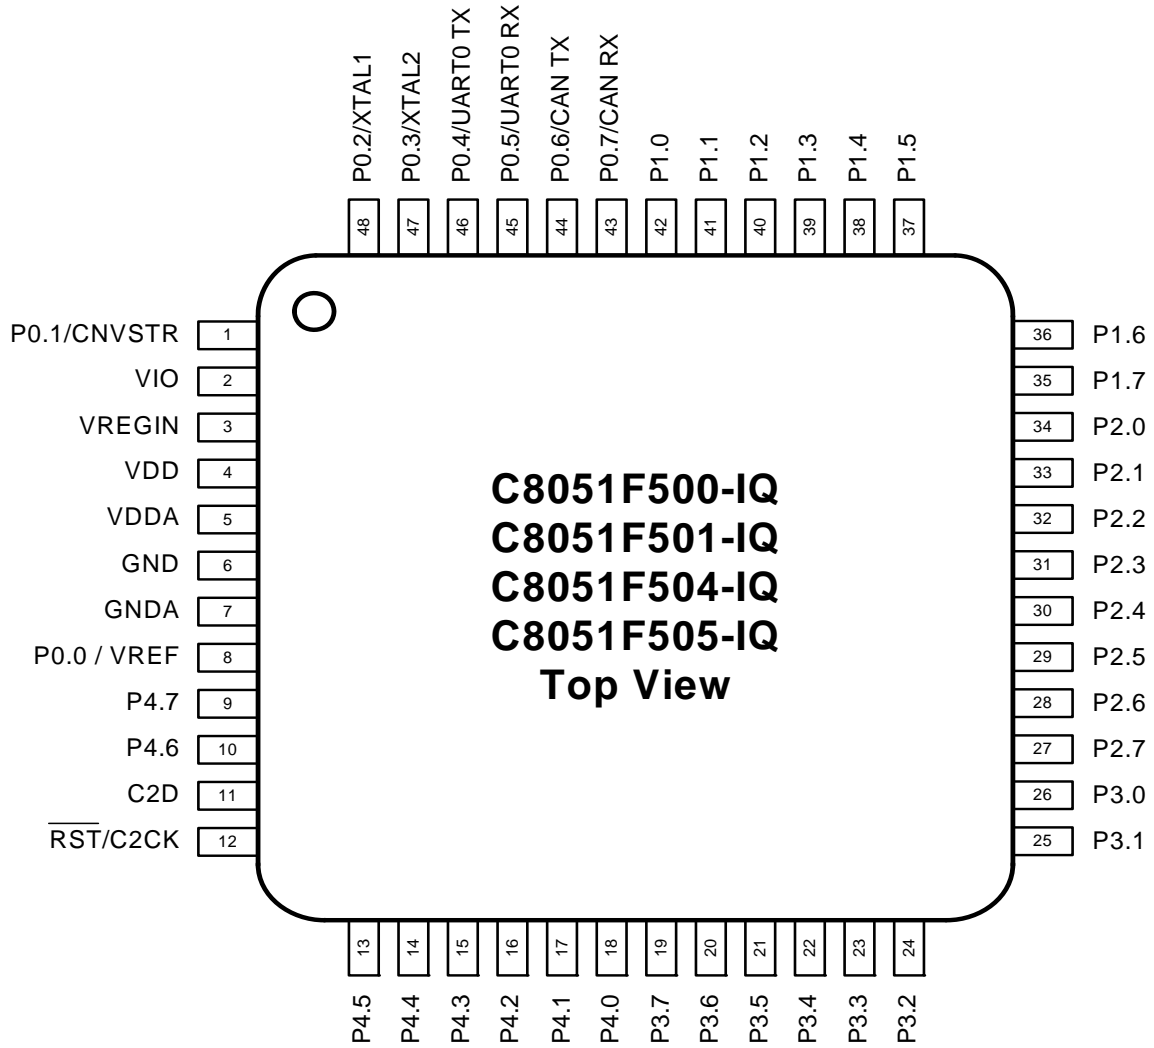 P0.2/XTAL1
P0.3/XTAL2
P0.4/UART0 TX
P0.5/UART0 RX
P0.6/CAN TX
P0.7/CAN RX
P1.0
P1.1
P1.2
P1.3
P1.4
P1.5
48
47
46
45
44
43
42
41
40
39
38
37
P0.1/CNVSTR 1
VIO 2
VREGIN 3
VDD 4
VDDA 5
GND 6
GNDA 7
P0.0 / VREF 8
P4.7 9
P4.6 10
C2D 11
RST/C2CK 12
C8051F500-IQ
C8051F501-IQ
C8051F504-IQ
C8051F505-IQ
Top View
36 P1.6
35 P1.7
34 P2.0
33 P2.1
32 P2.2
31 P2.3
30 P2.4
29 P2.5
28 P2.6
27 P2.7
26 P3.0
25 P3.1
13
14
15
16
17
18
19
20
21
22
23
24
P4.5
P4.4
P4.3
P4.2
P4.1
P4.0
P3.7
P3.6
P3.5
P3.4
P3.3
P3.2